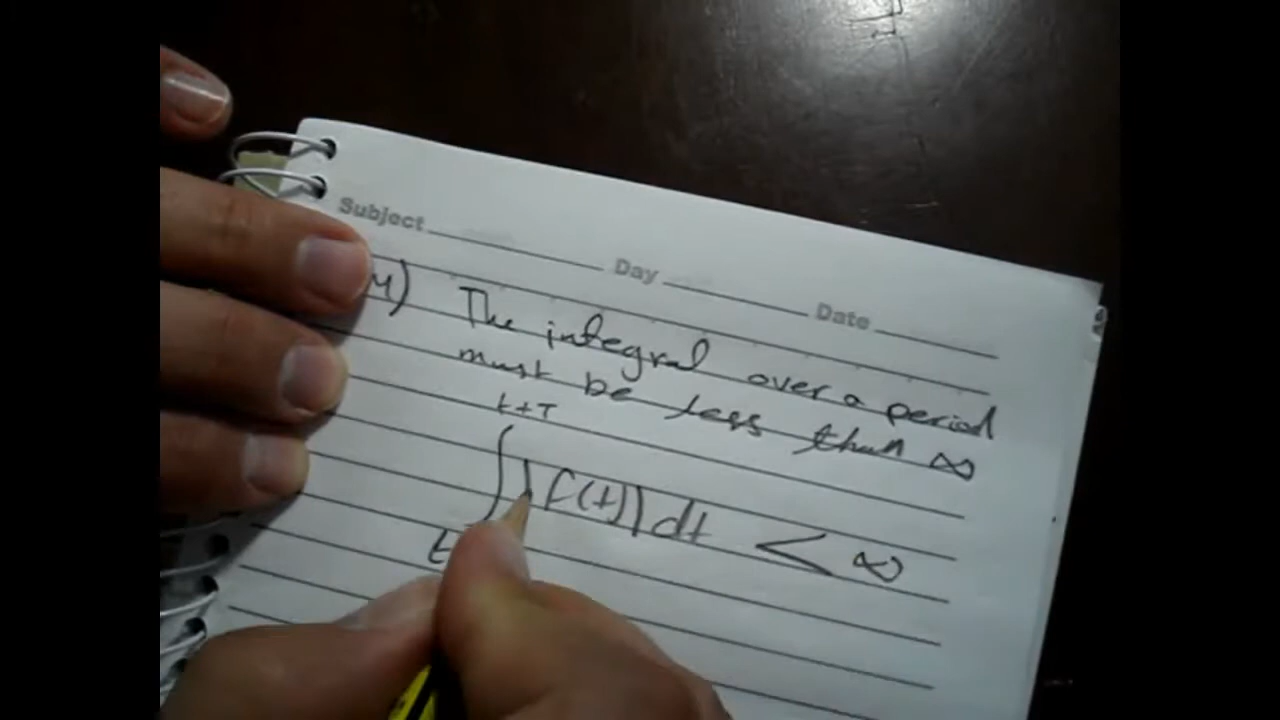 Subject Day Date
4) The integral over a period
must be less than ∞
t+T
∫ |f(t)| dt < ∞
t